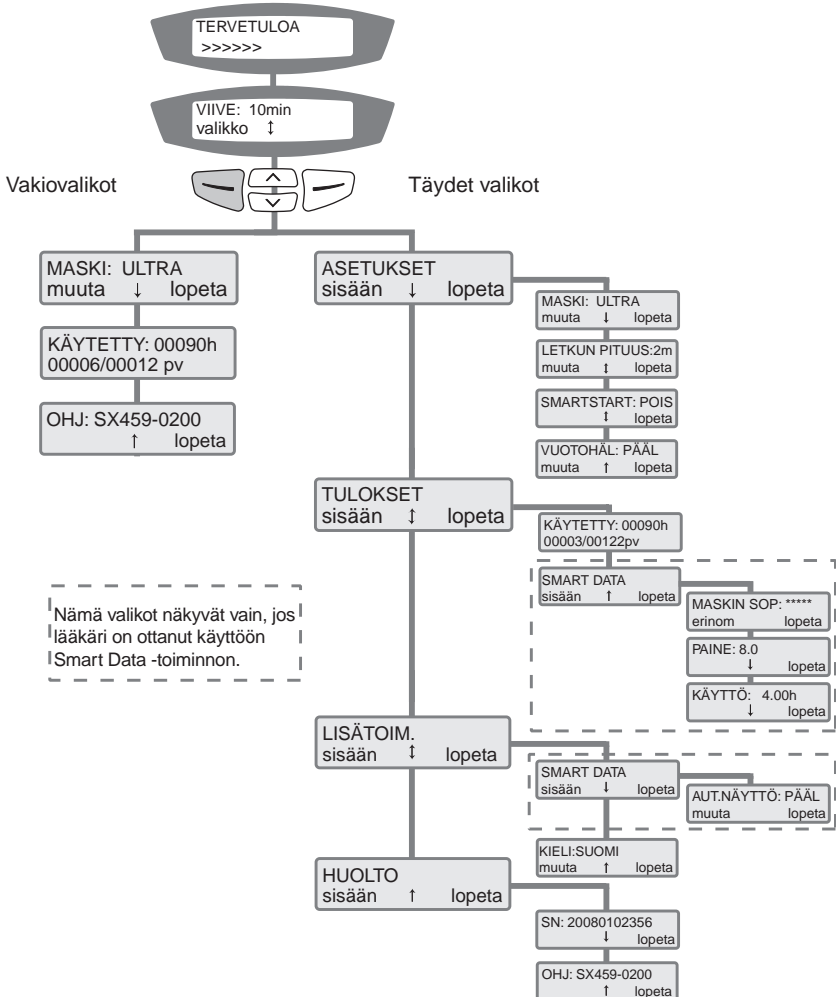 TERVETULOA
>>>>>>
VIIVE: 10min
valikko ↕
Vakiovalikot
Täydet valikot
MASKI: ULTRA
muuta ↓ lopeta
KÄYTETTY: 00090h
00006/00012 pv
OHJ: SX459-0200
↑ lopeta
ASETUKSET
sisään ↓ lopeta
MASKI: ULTRA
muuta ↓ lopeta
LETKUN PITUUS:2m
muuta ↕ lopeta
SMARTSTART: POIS
↕ lopeta
VUOTOHÄL: PÄÄL
muuta ↑ lopeta
TULOKSET
sisään ↕ lopeta
KÄYTETTY: 00090h
00003/00122pv
SMART DATA
sisään ↑ lopeta
MASKIN SOP: *****
erinom lopeta
PAINE: 8.0
↓ lopeta
KÄYTTÖ: 4.00h
↓ lopeta
Nämä valikot näkyvät vain, jos
lääkäri on ottanut käyttöön
Smart Data -toiminnon.
LISÄTOIM.
sisään ↕ lopeta
SMART DATA
sisään ↓ lopeta
AUT.NÄYTTÖ: PÄÄL
muuta lopeta
KIELI:SUOMI
muuta ↑ lopeta
HUOLTO
sisään ↑ lopeta
SN: 20080102356
↓ lopeta
OHJ: SX459-0200
↑ lopeta